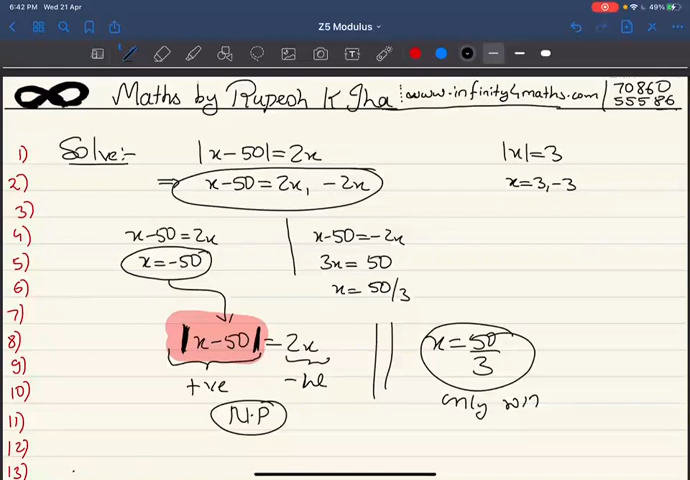 6:42 PM Wed 21 Apr
49%
Z5 Modulus
Maths by Rupesh K Jha
www.infinity4maths.com
70860
55586
1) Solve:- |x-50|=2x |x|=3
2) ⇒ x-50=2x, -2x x=3,-3
3)
4) x-50=2x x-50=-2x
5) x=-50 3x=50
6) x=50/3
7)
8) |x-50|=2x x=50/3
9)
10) +ve -ve only
11) N.P
12)
13)